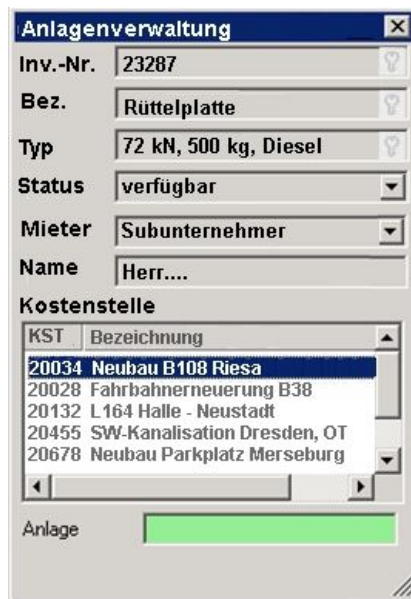 Anlagenverwaltung
Inv.-Nr. 23287
Bez. Rüttelplatte
Typ 72 kN, 500 kg, Diesel
Status verfügbar
Mieter Subunternehmer
Name Herr....
Kostenstelle
KST Bezeichnung
20034 Neubau B108 Riesa
20028 Fahrbahnerneuerung B38
20132 L164 Halle - Neustadt
20455 SW-Kanalisation Dresden, OT
20678 Neubau Parkplatz Merseburg
Anlage